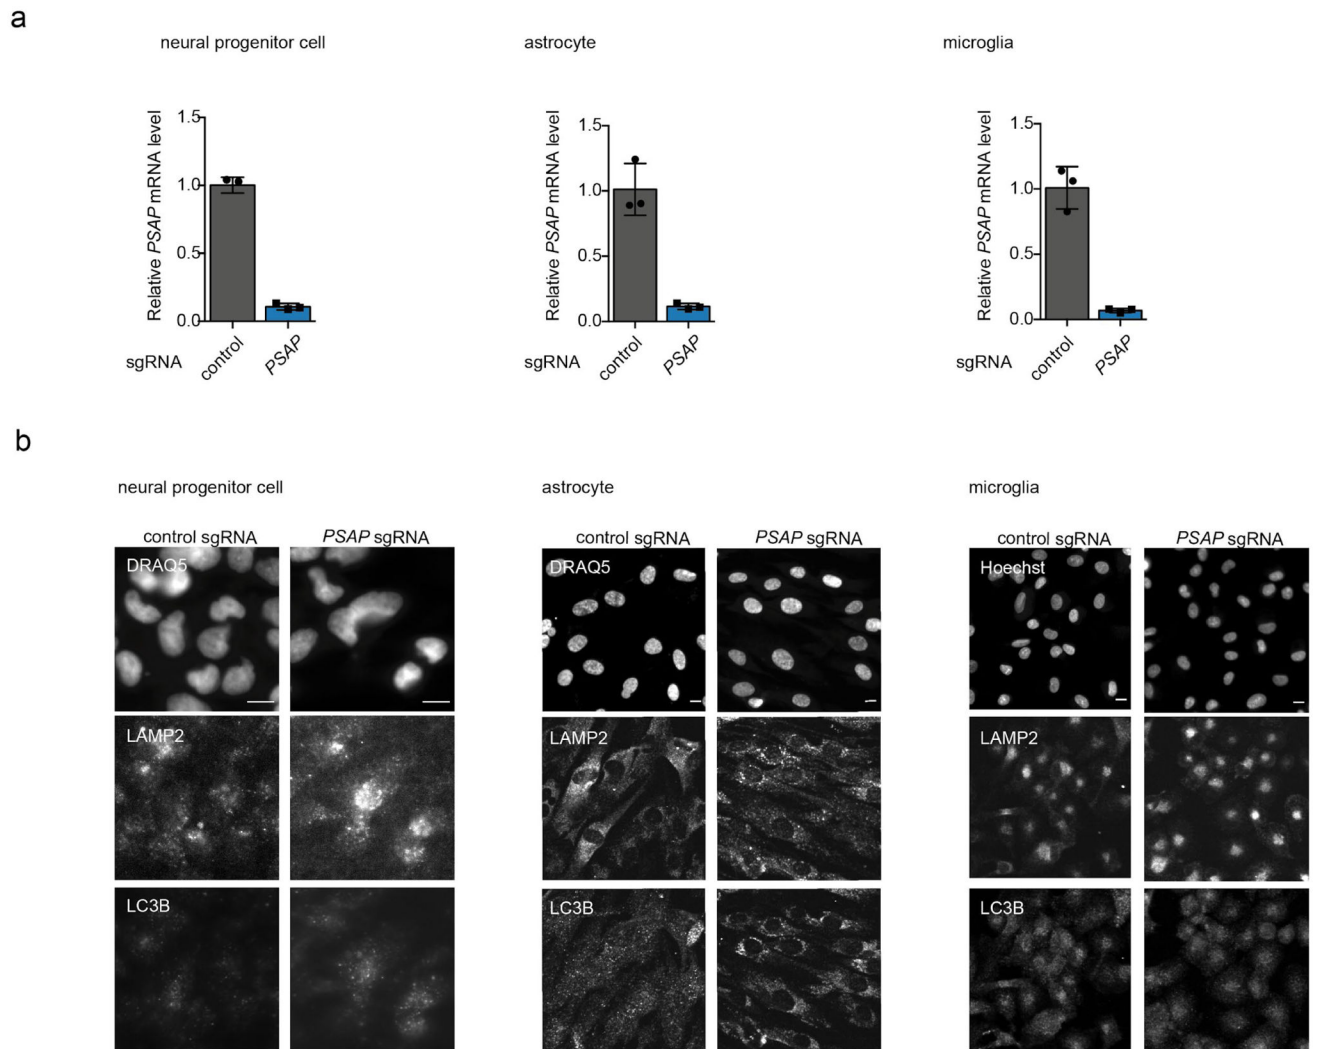 a
neural progenitor cell
astrocyte
microglia
Relative PSAP mRNA level
1.5
1.0
0.5
0.0
sgRNA
control
PSAP
Relative PSAP mRNA level
1.5
1.0
0.5
0.0
sgRNA
control
PSAP
Relative PSAP mRNA level
1.5
1.0
0.5
0.0
sgRNA
control
PSAP
b
neural progenitor cell
astrocyte
microglia
control sgRNA
PSAP sgRNA
control sgRNA
PSAP sgRNA
control sgRNA
PSAP sgRNA
DRAQ5
DRAQ5
Hoechst
LAMP2
LAMP2
LAMP2
LC3B
LC3B
LC3B